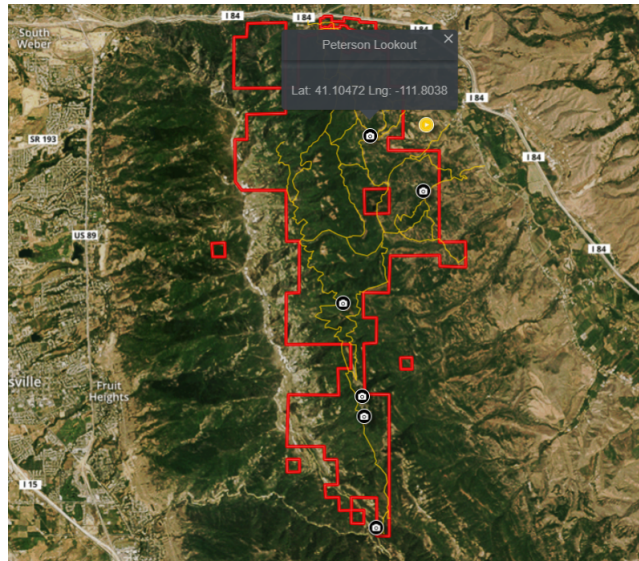 I 84
I 84
South
Weber
Peterson Lookout
×
Lat: 41.10472 Lng: -111.8038
I 84
SR 193
I 84
US 89
I 84
sville
Fruit
Heights
I 15